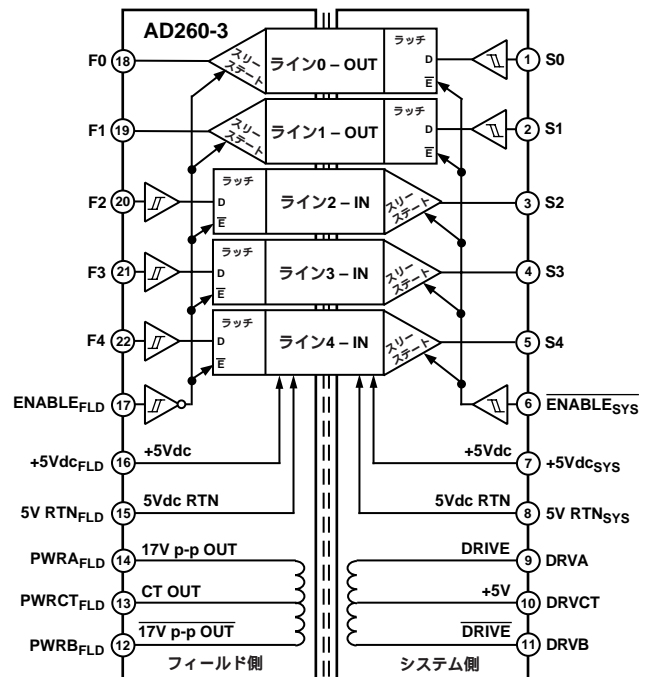 AD260-3
F0 18 スリーステート ライン0 – OUT ラッチ D E 1 S0
F1 19 スリーステート ライン1 – OUT ラッチ D E 2 S1
F2 20 ラッチ D E ライン2 – IN スリーステート 3 S2
F3 21 ラッチ D E ライン3 – IN スリーステート 4 S3
F4 22 ラッチ D E ライン4 – IN スリーステート 5 S4
ENABLEFLD 17 6 ENABLESYS
+5VdcFLD 16 +5Vdc +5Vdc 7 +5VdcSYS
5V RTNFLD 15 5Vdc RTN 5Vdc RTN 8 5V RTNSYS
PWRAFLD 14 17V p-p OUT DRIVE 9 DRVA
PWRCTFLD 13 CT OUT +5V 10 DRVCT
PWRBFLD 12 17V p-p OUT DRIVE 11 DRVB
フィールド側 システム側